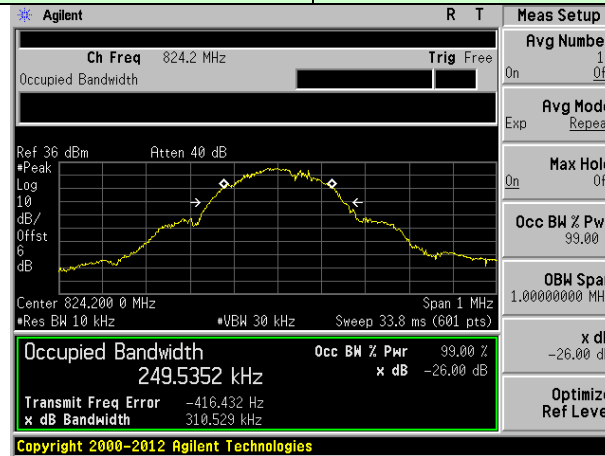 Agilent R T
Ch Freq 824.2 MHz Trig Free
Occupied Bandwidth
Ref 36 dBm Atten 40 dB
#Peak
Log
10
dB/
Offst
6
dB
Center 824.200 0 MHz Span 1 MHz
#Res BW 10 kHz #VBW 30 kHz Sweep 33.8 ms (601 pts)
Occupied Bandwidth Occ BW % Pwr 99.00 %
249.5352 kHz x dB -26.00 dB
Transmit Freq Error -416.432 Hz
x dB Bandwidth 310.529 kHz
Copyright 2000-2012 Agilent Technologies
Meas Setup
Avg Numbe
1
On Of
Avg Mod
Exp Repea
Max Hol
On Of
Occ BW % Pw
99.00
OBW Spa
1.00000000 MH
x d
-26.00 d
Optimiz
Ref Leve